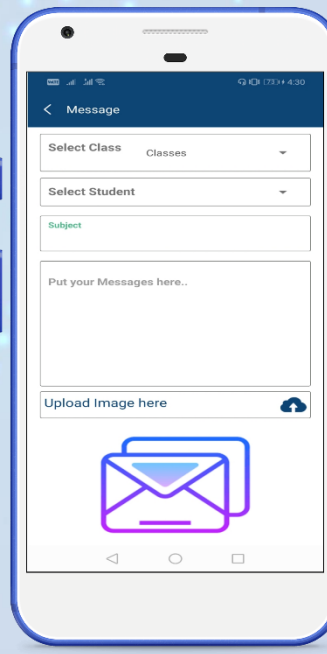 4:30
Message
Select Class
Classes
Select Student
Subject
Put your Messages here..
Upload Image here